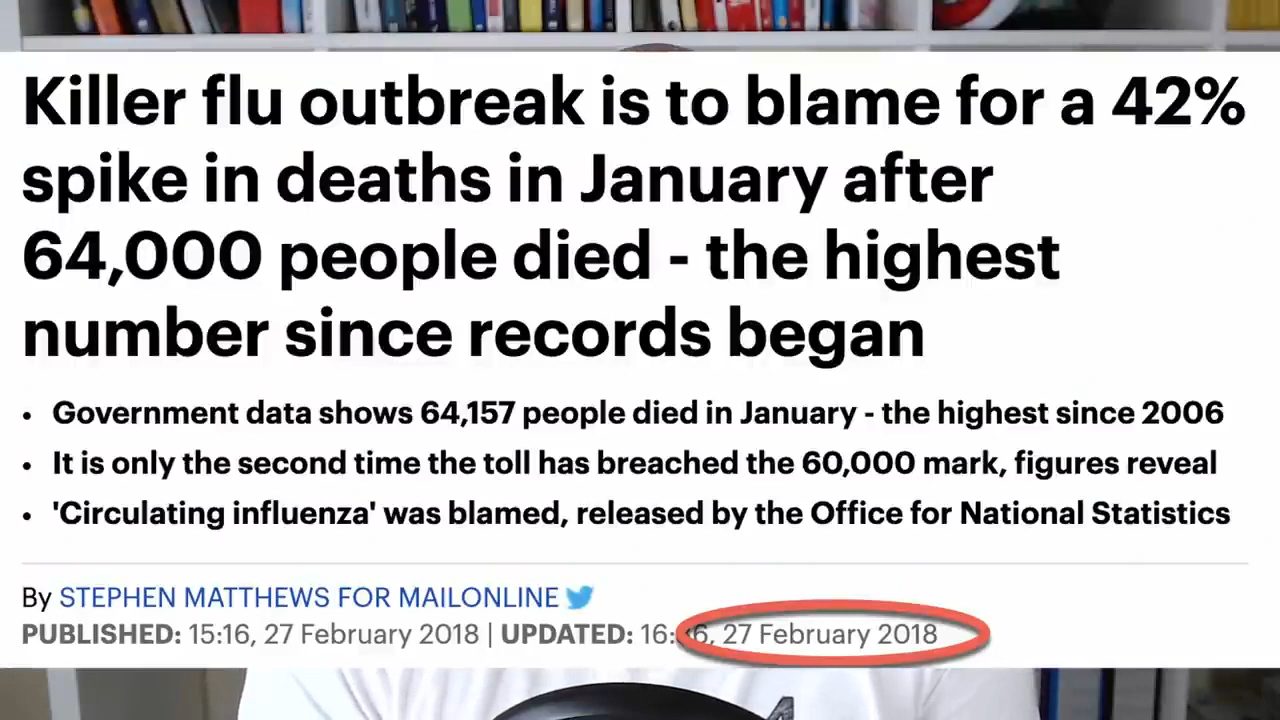 Killer flu outbreak is to blame for a 42%
spike in deaths in January after
64,000 people died - the highest
number since records began
• Government data shows 64,157 people died in January - the highest since 2006
• It is only the second time the toll has breached the 60,000 mark, figures reveal
• 'Circulating influenza' was blamed, released by the Office for National Statistics
By STEPHEN MATTHEWS FOR MAILONLINE
PUBLISHED: 15:16, 27 February 2018 | UPDATED: 27 February 2018